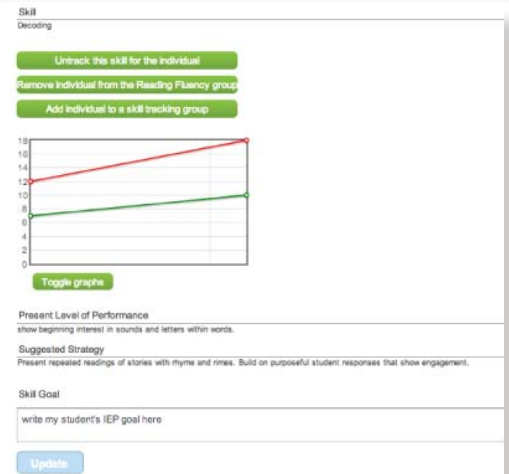 Skill
Decoding
Untrack this skill for the individual
Remove individual from the Reading Fluency group
Add individual to a skill tracking group
18
16
14
12
10
8
6
4
2
0
Toggle graphs
Present Level of Performance
show beginning interest in sounds and letters within words.
Suggested Strategy
Present repeated readings of stories with rhyme and rimes. Build on purposeful student responses that show engagement.
Skill Goal
write my student's IEP goal here
Update